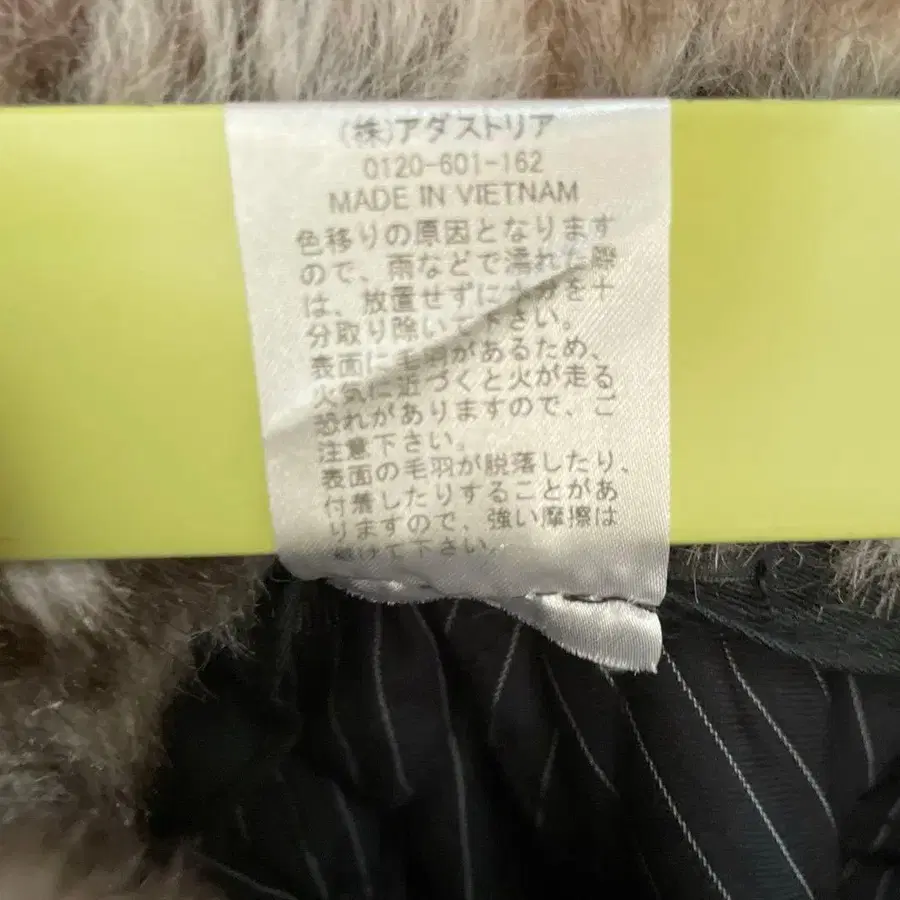 (株)アダストリア
0120-601-162
MADE IN VIETNAM
色移りの原因となります
ので、雨などで濡れた際
は、放置せずに水分を十
分取り除いて下さい。
表面に毛羽があるため、
火気に近づくと火が走る
恐れがありますので、ご
注意下さい。
表面の毛羽が脱落したり、
付着したりすることがあ
りますので、強い摩擦は
避けて下さい。